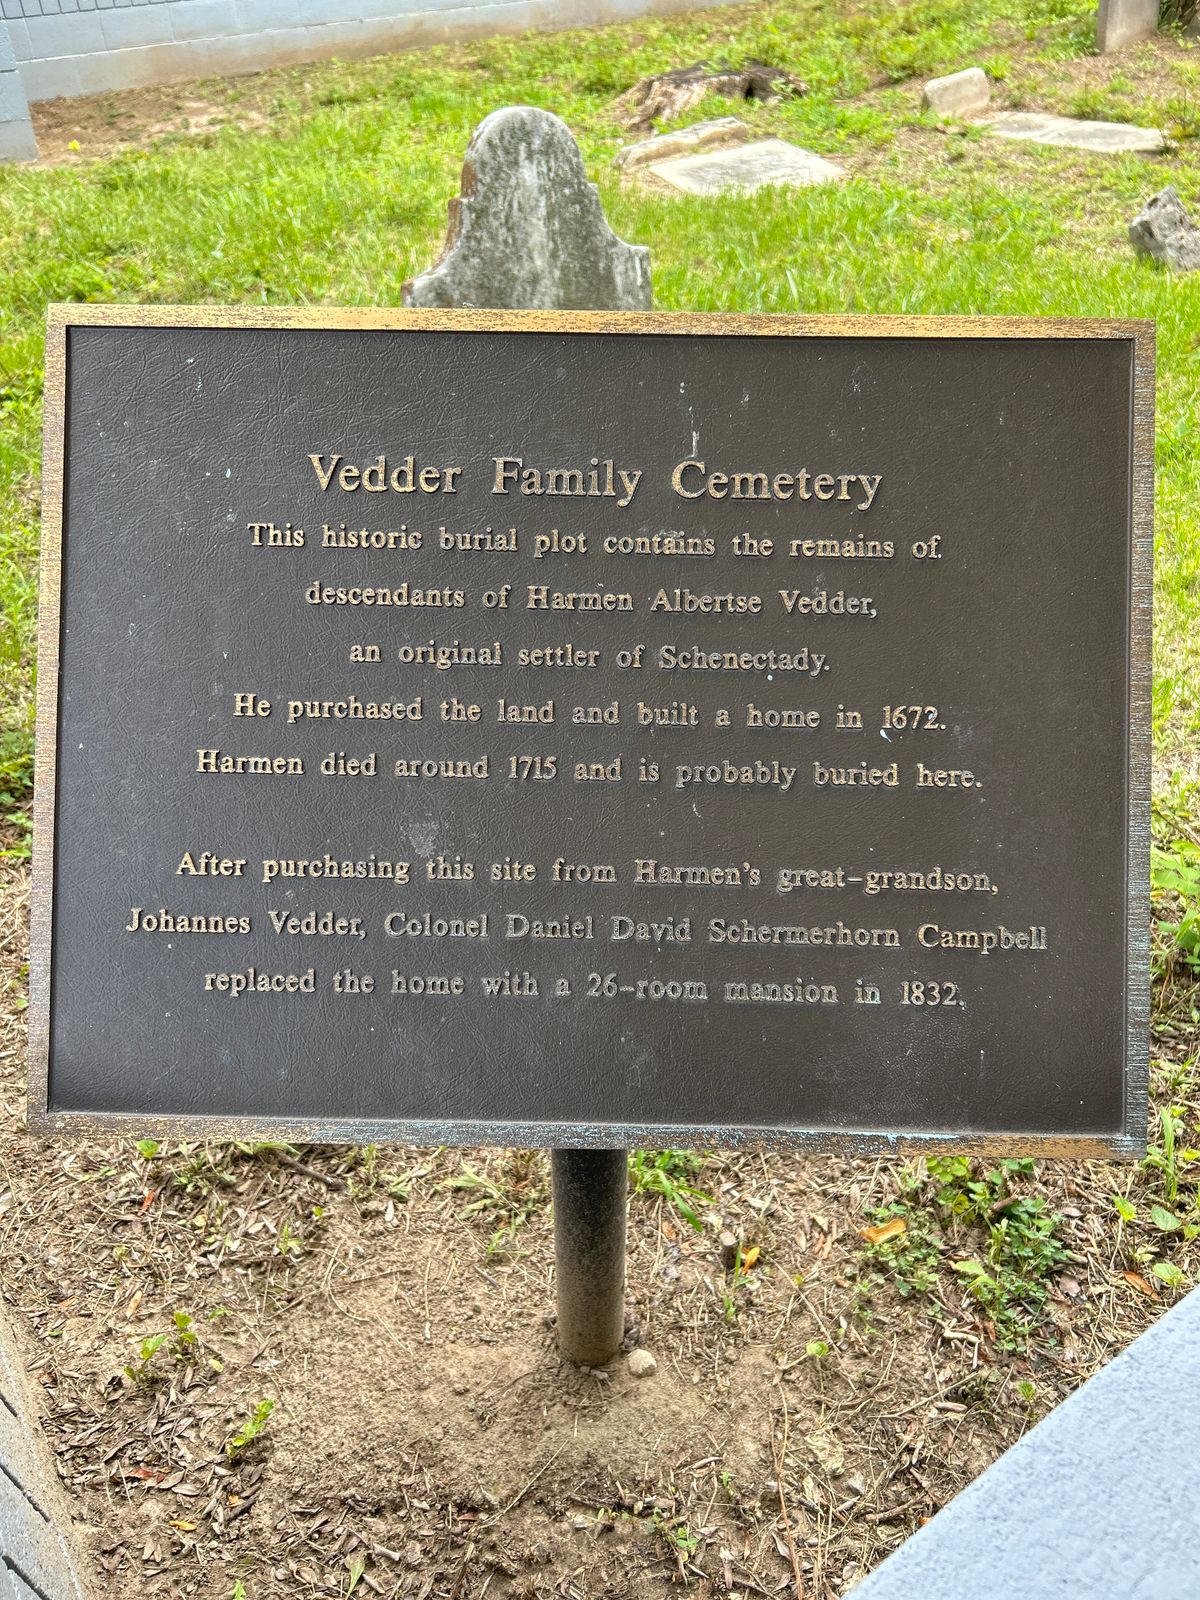 Vedder Family Cemetery
This historic burial plot contains the remains of
descendants of Harmen Albertse Vedder,
an original settler of Schenectady.
He purchased the land and built a home in 1672.
Harmen died around 1715 and is probably buried here.
After purchasing this site from Harmen's great-grandson,
Johannes Vedder, Colonel Daniel David Schermerhorn Campbell
replaced the home with a 26-room mansion in 1832.